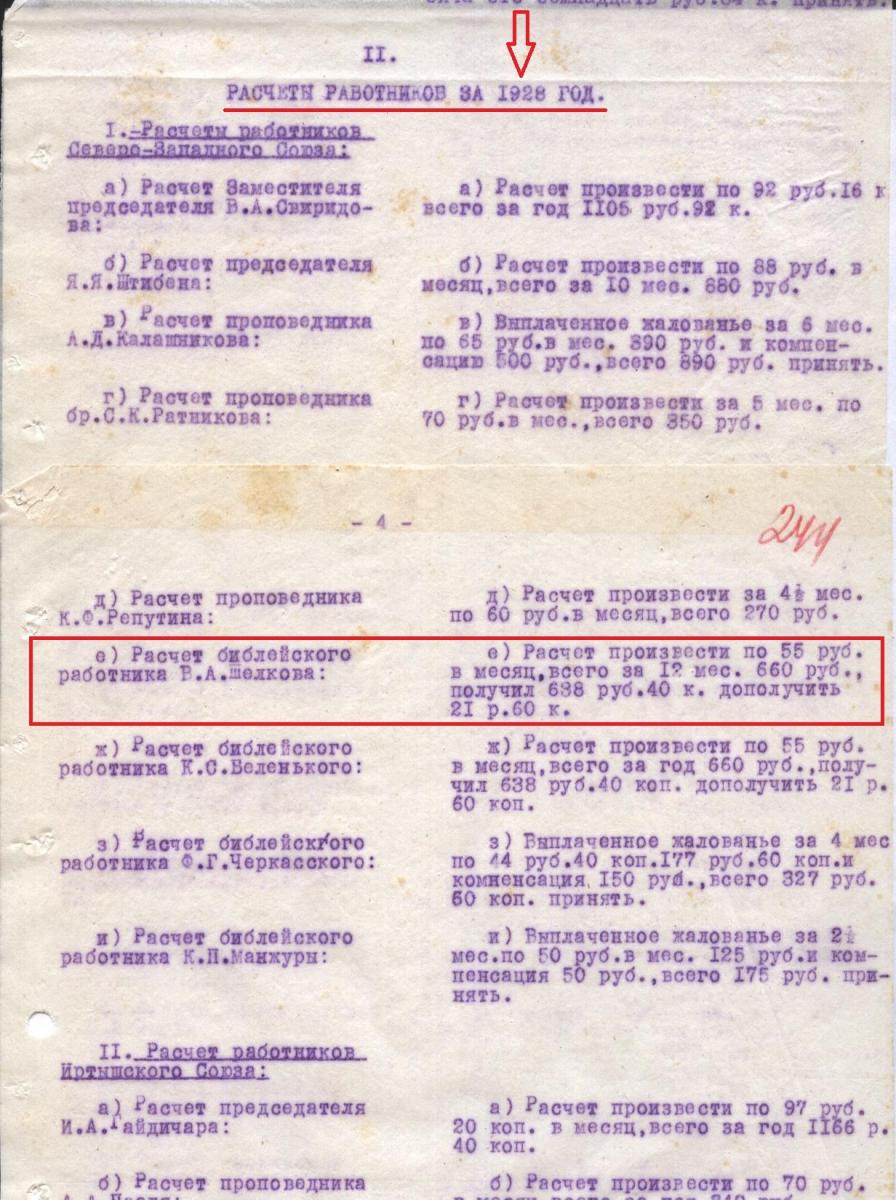 сята сто семнадцать руб.64 к. принять.
II.
РАСЧЕТЫ РАБОТНИКОВ ЗА 1928 ГОД.
I.-Расчеты работников
Северо-Западного Союза:
а) Расчет Заместителя
председателя В.А.Свиридо-
ва:
а) Расчет произвести по 92 руб.16 к
всего за год 1105 руб.92 к.
б) Расчет председателя
Я.Я.Штибена:
б) Расчет произвести по 88 руб. в
месяц,всего за 10 мес. 880 руб.
в) Расчет проповедника
А.Д.Калашникова:
в) Выплаченное жалованье за 6 мес.
по 65 руб.в мес. 390 руб. и компен-
сацию 500 руб.,всего 890 руб. принять.
г) Расчет проповедника
бр.С.К.Ратникова:
г) Расчет произвести за 5 мес. по
70 руб.в мес.,всего 350 руб.
- 4 -
244
д) Расчет проповедника
К.Ф.Репутина:
д) Расчет произвести за 4½ мес.
по 60 руб.в месяц,всего 270 руб.
е) Расчет библейского
работника В.А.Шелкова:
е) Расчет произвести по 55 руб.
в месяц,всего за 12 мес. 660 руб.,
получил 638 руб.40 к. дополучить
21 р.60 к.
ж) Расчет библейского
работника К.С.Беленького:
ж) Расчет произвести по 55 руб.
в месяц,всего за год 660 руб.,полу-
чил 638 руб.40 коп. дополучить 21 р.
60 коп.
з) Расчет библейского
работника Ф.Г.Черкасского:
з) Выплаченное жалованье за 4 мес
по 44 руб.40 коп.177 руб.60 коп.и
компенсация 150 руб.,всего 327 руб.
60 коп. принять.
и) Расчет библейского
работника К.П.Манжуры:
и) Выплаченное жалованье за 2½
мес.по 50 руб.в мес. 125 руб.и ком-
пенсация 50 руб.,всего 175 руб. при-
нять.
II. Расчет работников
Иртышского Союза:
а) Расчет председателя
И.А.Гайдичара:
а) Расчет произвести по 97 руб.
20 коп. в месяц,всего за год 1166 р.
40 коп.
б) Расчет проповедника
б) Расчет произвести по 70 руб.